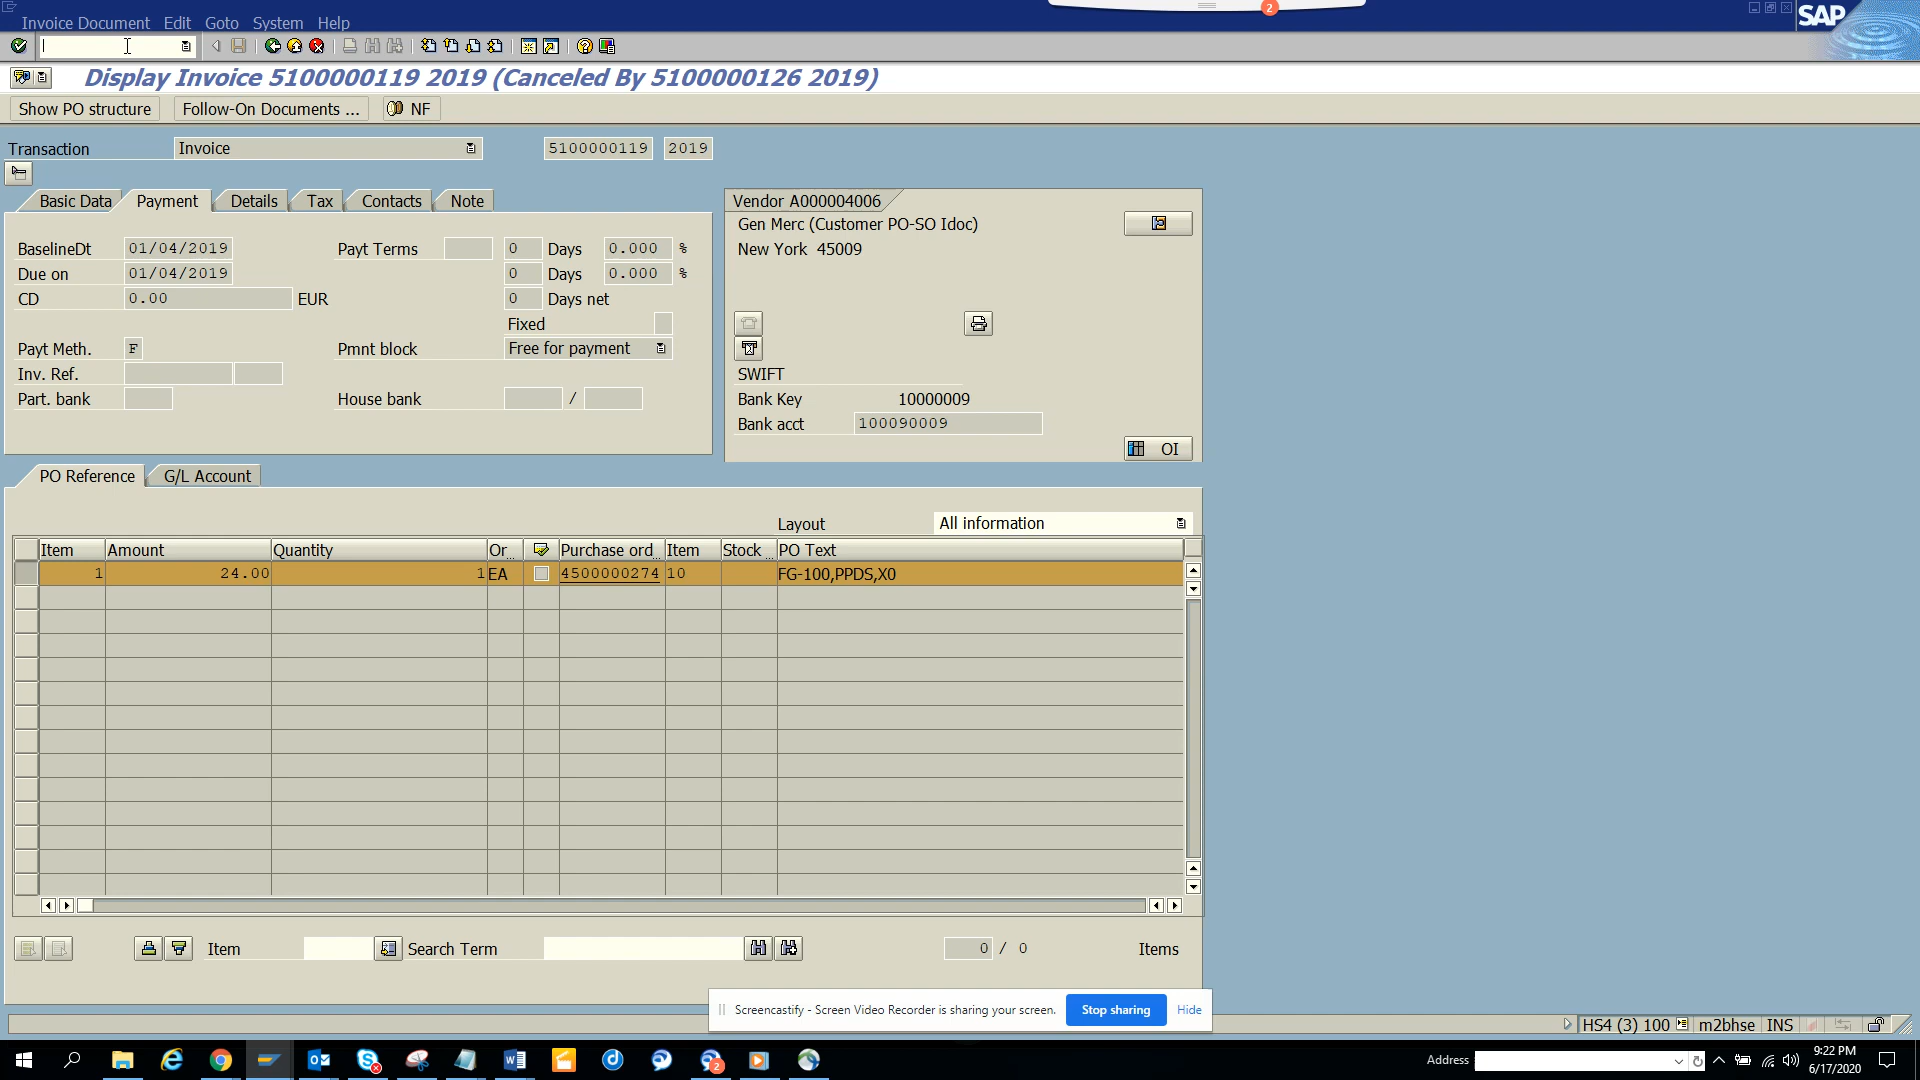 Invoice Document Edit Goto System Help
SAP
2
Display Invoice 5100000119 2019 (Canceled By 5100000126 2019)
Show PO structure Follow-On Documents ... NF
Transaction Invoice 5100000119 2019
Basic Data Payment Details Tax Contacts Note
BaselineDt 01/04/2019 Payt Terms 0 Days 0.000 %
Due on 01/04/2019 0 Days 0.000 %
CD 0.00 EUR 0 Days net
Fixed
Payt Meth. F Pmnt block Free for payment
Inv. Ref.
Part. bank House bank /
Vendor A000004006
Gen Merc (Customer PO-SO Idoc)
New York 45009
SWIFT
Bank Key 10000009
Bank acct 100090009
OI
PO Reference G/L Account
Layout All information
Item Amount Quantity Or... Purchase ord... Item Stock ... PO Text
1 24.00 1 EA 4500000274 10 FG-100,PPDS,X0
Item Search Term 0 / 0 Items
Screencastify - Screen Video Recorder is sharing your screen. Stop sharing Hide
HS4 (3) 100 m2bhse INS
Address 9:22 PM
6/17/2020
2